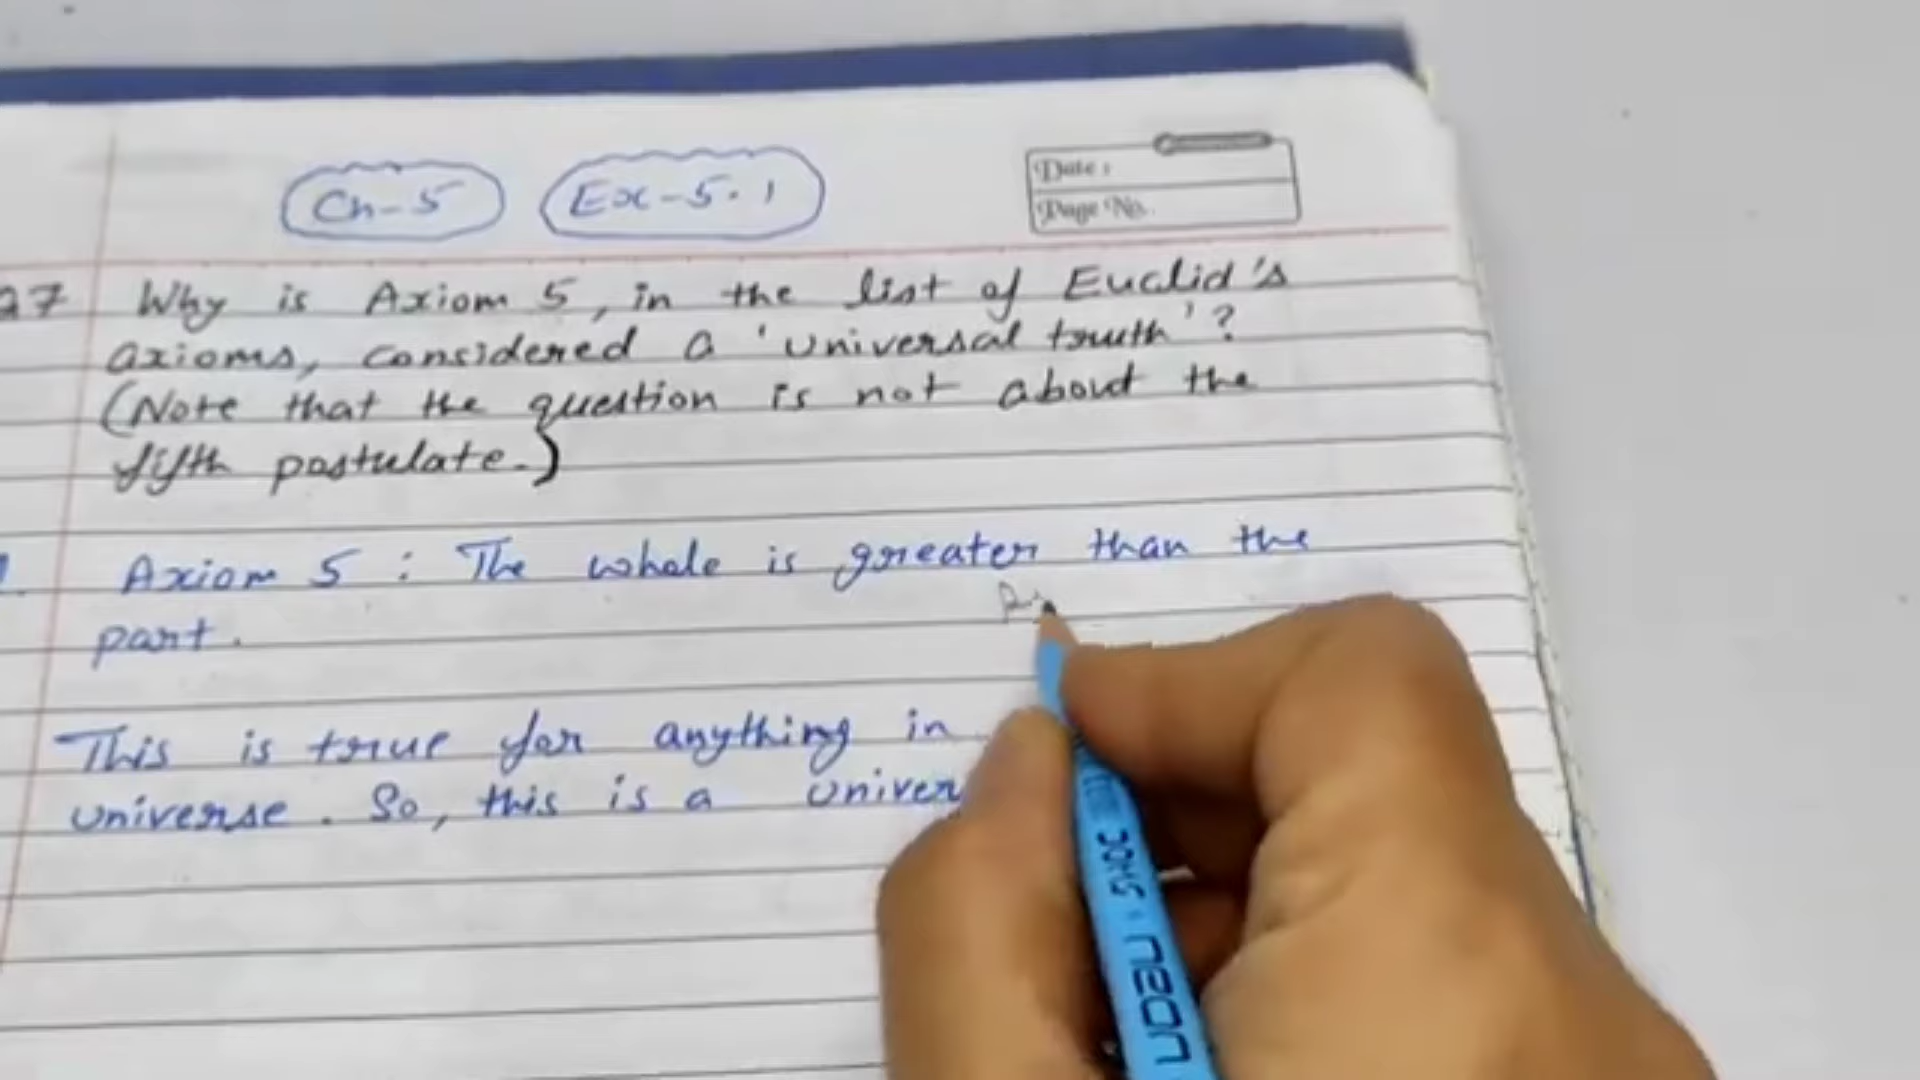 Ch-5 Ex-5.1
Date:
Page No.
Q7 Why is Axiom 5, in the list of Euclid's
axioms, considered a 'universal truth'?
(Note that the question is not about the
fifth postulate.)
Axiom 5 : The whole is greater than the
part.
This is true for anything in
universe. So, this is a univer
neon